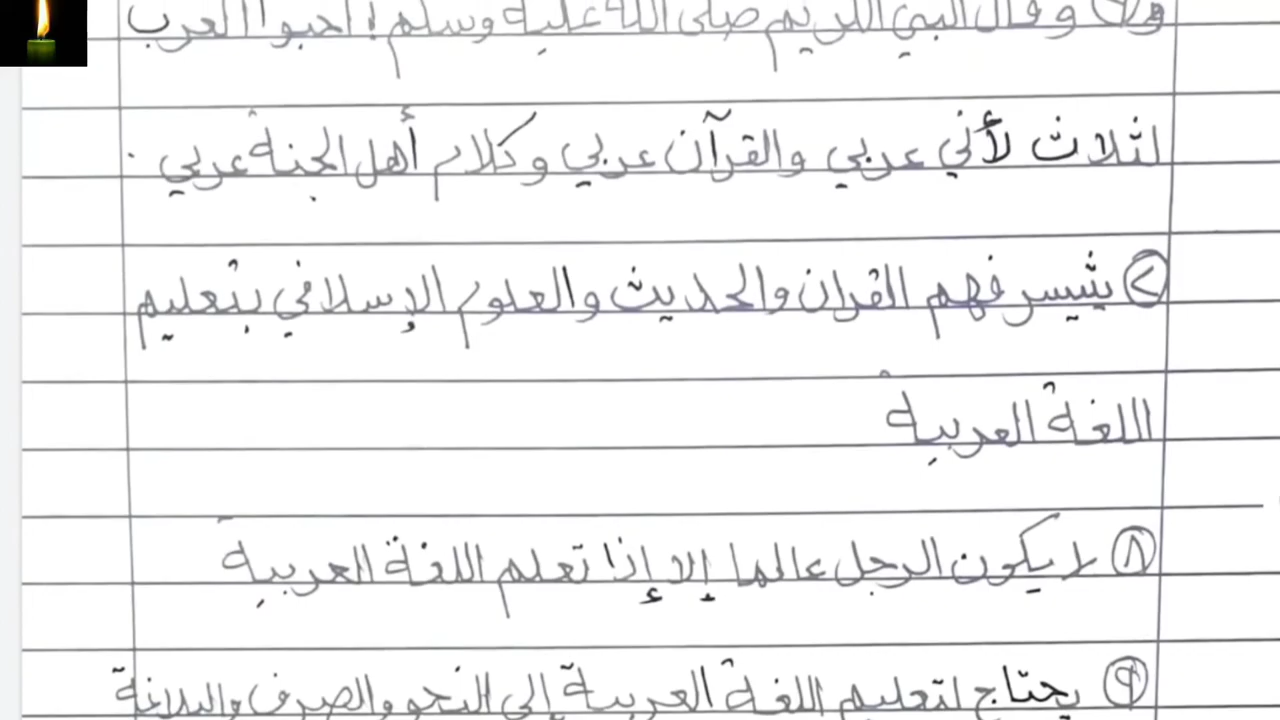 وقال النبي الكريم صلى الله عليه وسلم: احبوا العرب
لثلاث لأني عربي والقرآن عربي وكلام أهل الجنة عربي.
٧ يتيسر فهم القران والحديث والعلوم الإسلامي بتعليم
اللغة العربية
٨ لا يكون الرجل عالما إلا إذا تعلم اللغة العربية
٩ يحتاج لتعليم اللغة العربية إلى النحو والصرف والبلاغة